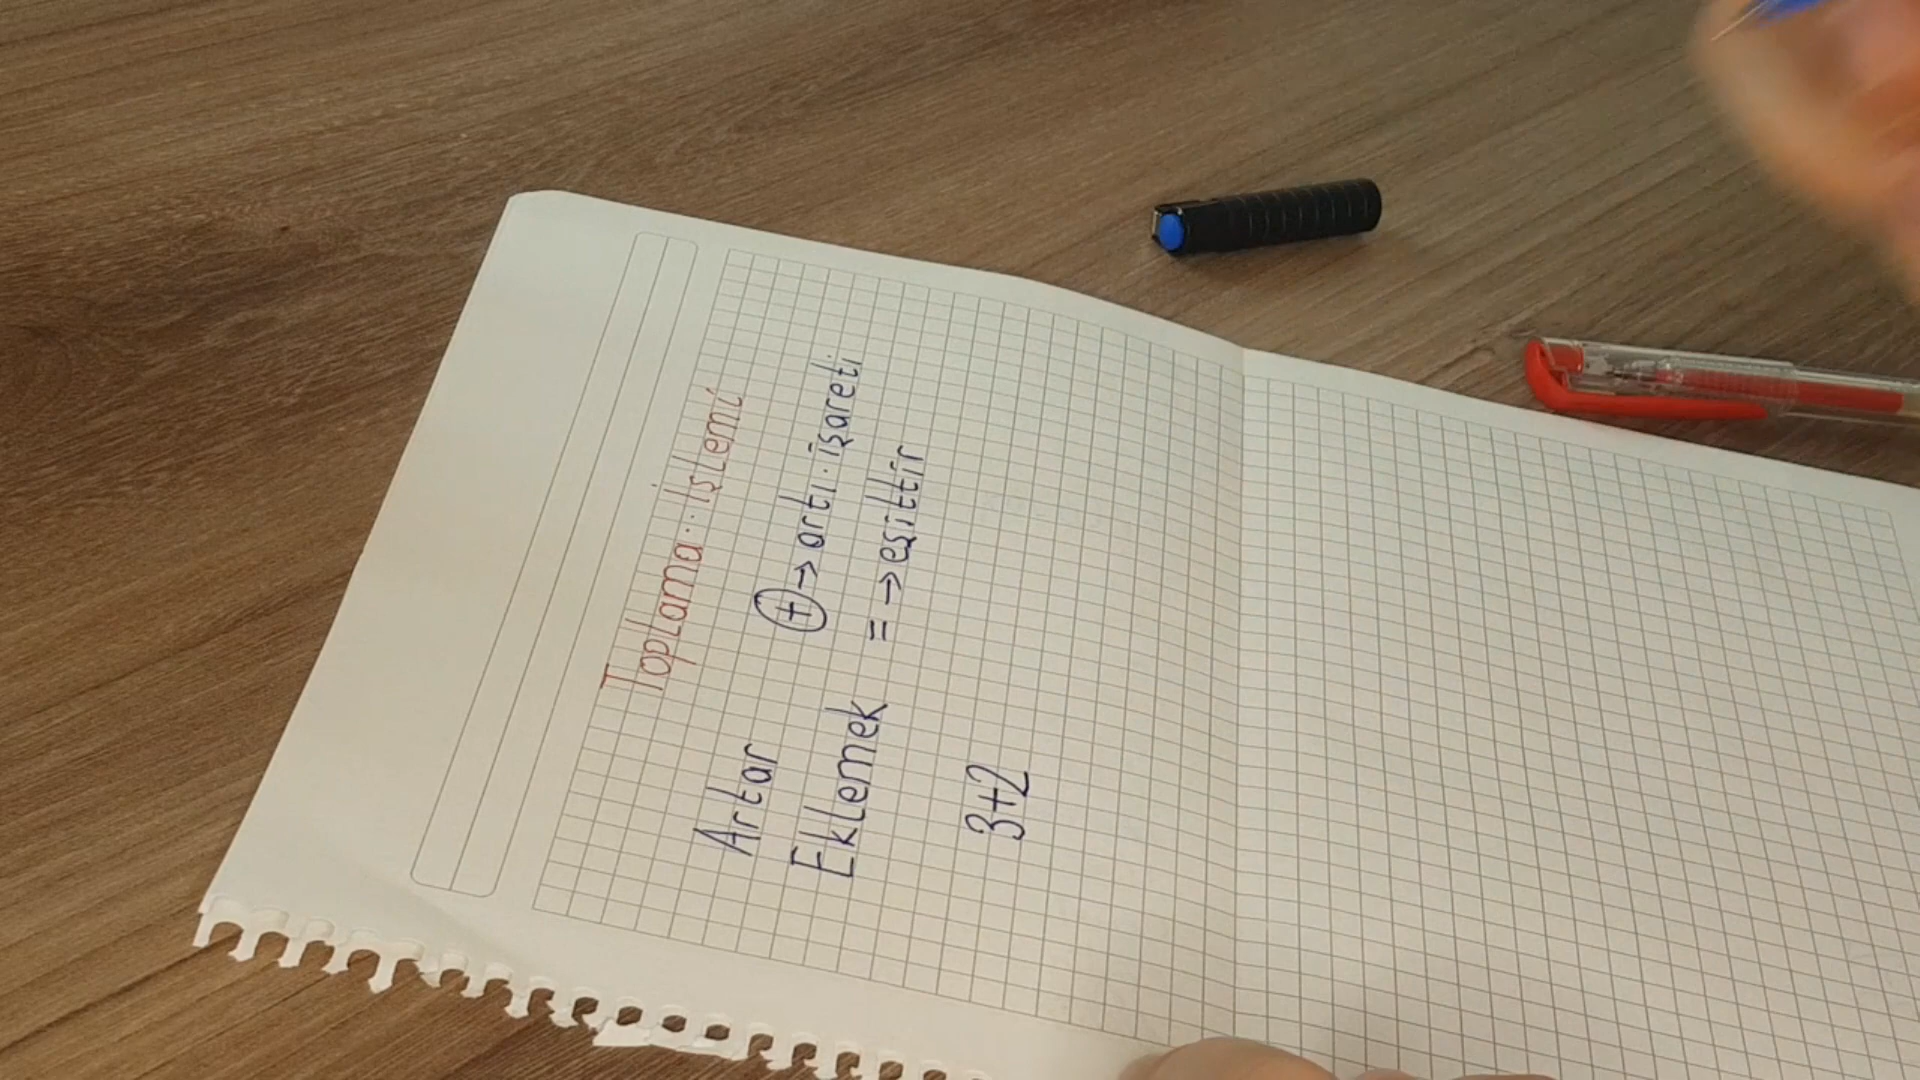 Toplama İşlemi
Artar
+ → artı işareti
Eklemek
= → eşittir
3+2